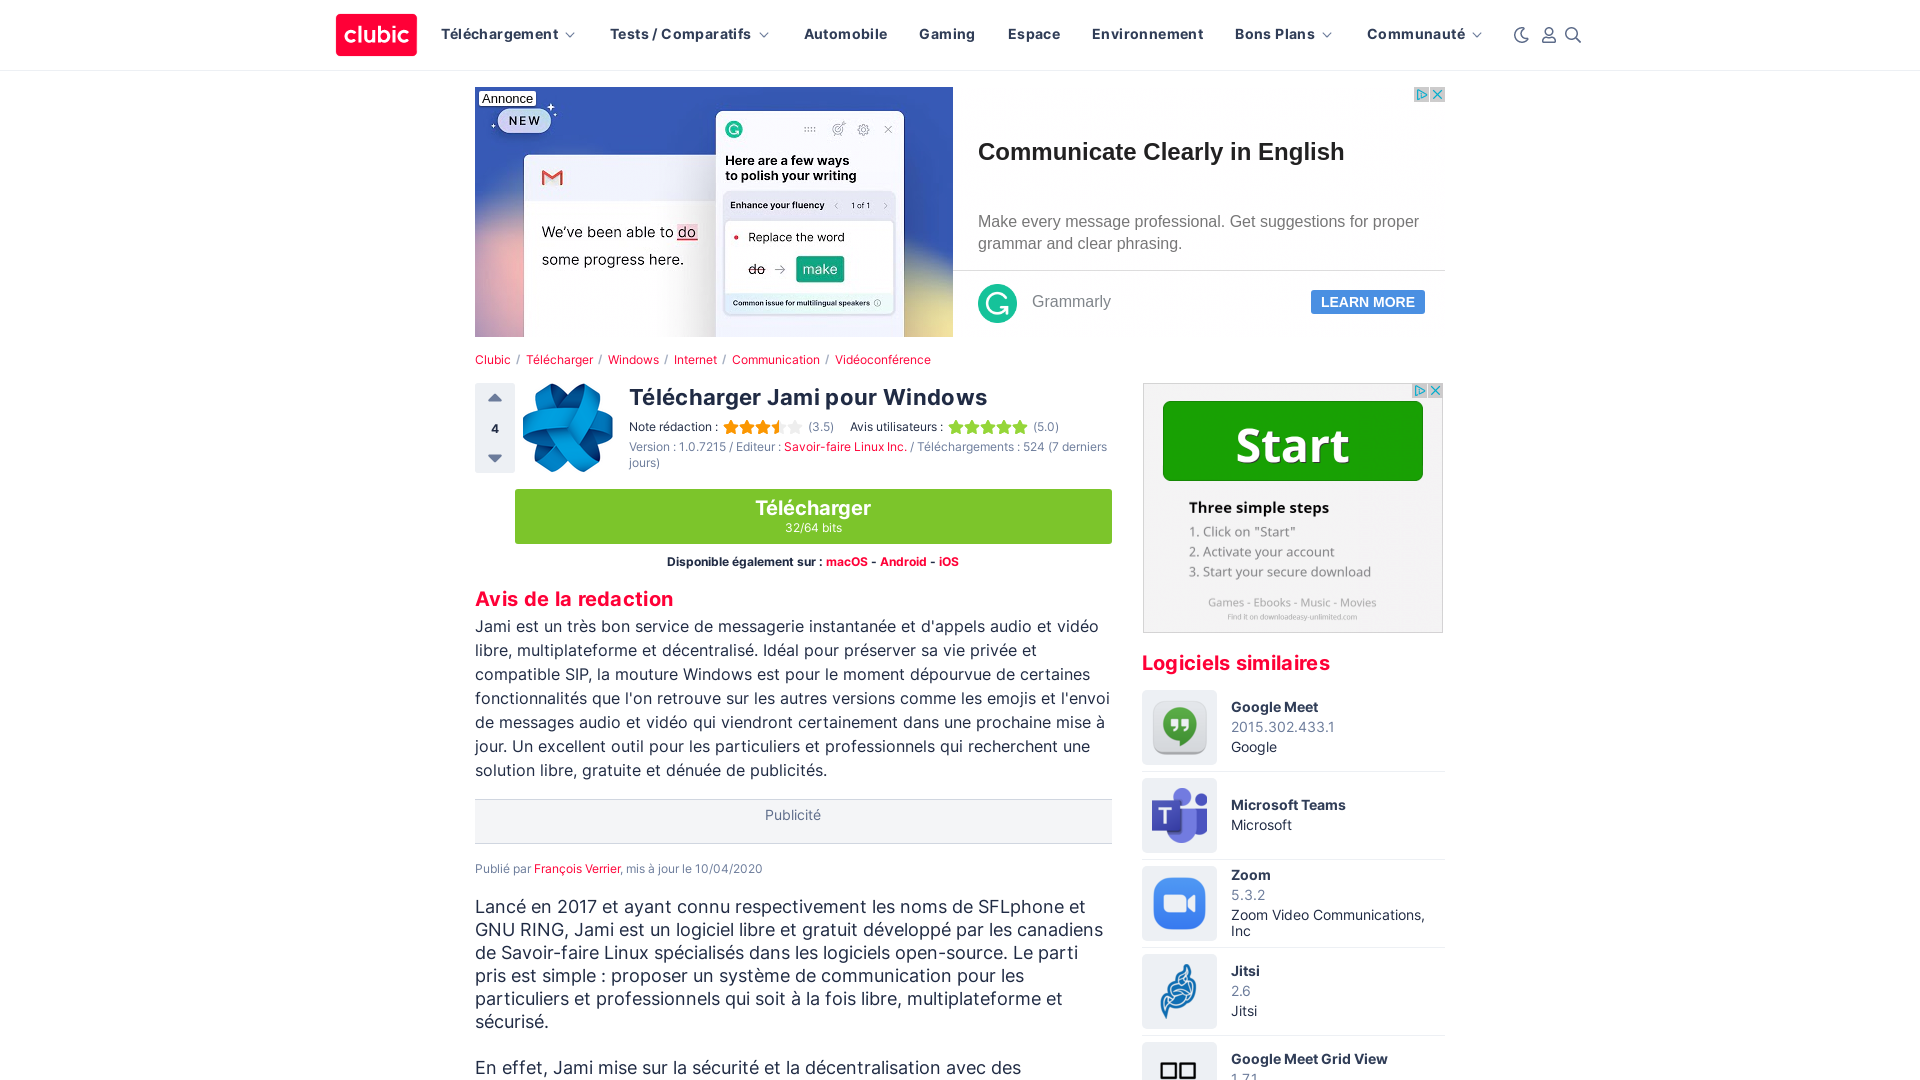 clubic
Téléchargement
Tests / Comparatifs
Automobile
Gaming
Espace
Environnement
Bons Plans
Communauté
Annonce
NEW
We've been able to do
some progress here.
Here are a few ways
to polish your writing
Enhance your fluency
1 of 1
Replace the word
do → make
Common issue for multilingual speakers
Communicate Clearly in English
Make every message professional. Get suggestions for proper
grammar and clear phrasing.
Grammarly
LEARN MORE
Clubic / Télécharger / Windows / Internet / Communication / Vidéoconférence
4
Télécharger Jami pour Windows
Note rédaction : (3.5) Avis utilisateurs : (5.0)
Version : 1.0.7215 / Editeur : Savoir-faire Linux Inc. / Téléchargements : 524 (7 derniers
jours)
Télécharger
32/64 bits
Disponible également sur : macOS - Android - iOS
Avis de la redaction
Jami est un très bon service de messagerie instantanée et d'appels audio et vidéo
libre, multiplateforme et décentralisé. Idéal pour préserver sa vie privée et
compatible SIP, la mouture Windows est pour le moment dépourvue de certaines
fonctionnalités que l'on retrouve sur les autres versions comme les emojis et l'envoi
de messages audio et vidéo qui viendront certainement dans une prochaine mise à
jour. Un excellent outil pour les particuliers et professionnels qui recherchent une
solution libre, gratuite et dénuée de publicités.
Publicité
Publié par François Verrier, mis à jour le 10/04/2020
Lancé en 2017 et ayant connu respectivement les noms de SFLphone et
GNU RING, Jami est un logiciel libre et gratuit développé par les canadiens
de Savoir-faire Linux spécialisés dans les logiciels open-source. Le parti
pris est simple : proposer un système de communication pour les
particuliers et professionnels qui soit à la fois libre, multiplateforme et
sécurisé.
En effet, Jami mise sur la sécurité et la décentralisation avec des
Start
Three simple steps
1. Click on "Start"
2. Activate your account
3. Start your secure download
Games - Ebooks - Music - Movies
Find it on downloadeasy-unlimited.com
Logiciels similaires
Google Meet
2015.302.433.1
Google
Microsoft Teams
Microsoft
Zoom
5.3.2
Zoom Video Communications,
Inc
Jitsi
2.6
Jitsi
Google Meet Grid View
1.7.1